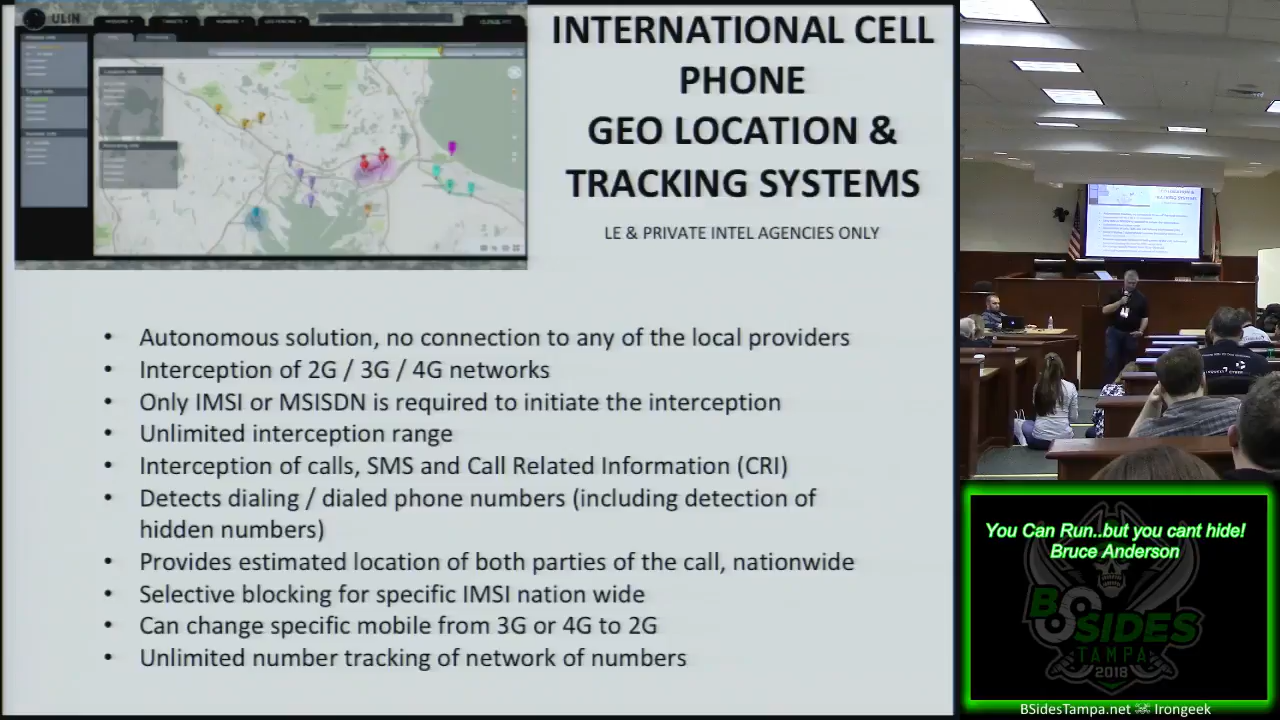 ULIN
INTERNATIONAL CELL
PHONE
GEO LOCATION &
TRACKING SYSTEMS
LE & PRIVATE INTEL AGENCIES ONLY
• Autonomous solution, no connection to any of the local providers
• Interception of 2G / 3G / 4G networks
• Only IMSI or MSISDN is required to initiate the interception
• Unlimited interception range
• Interception of calls, SMS and Call Related Information (CRI)
• Detects dialing / dialed phone numbers (including detection of
hidden numbers)
• Provides estimated location of both parties of the call, nationwide
• Selective blocking for specific IMSI nation wide
• Can change specific mobile from 3G or 4G to 2G
• Unlimited number tracking of network of numbers
You Can Run..but you cant hide!
Bruce Anderson
BSIDES
TAMPA
2018
BSidesTampa.net Irongeek